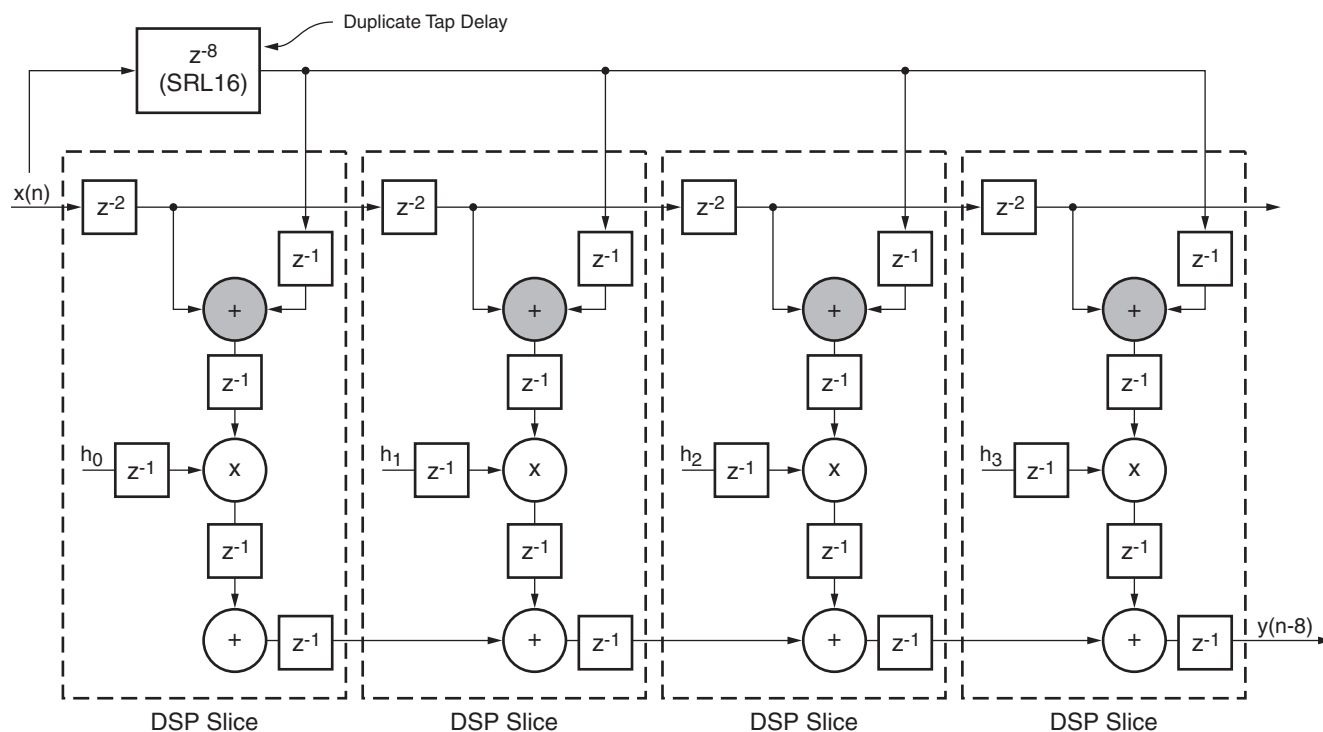 Duplicate Tap Delay
z-8
(SRL16)
x(n)
z-2
z-2
z-2
z-2
z-1
z-1
z-1
z-1
+
+
+
+
z-1
z-1
z-1
z-1
h0
z-1
x
h1
z-1
x
h2
z-1
x
h3
z-1
x
z-1
z-1
z-1
z-1
+
z-1
+
z-1
+
z-1
+
z-1
y(n-8)
DSP Slice
DSP Slice
DSP Slice
DSP Slice